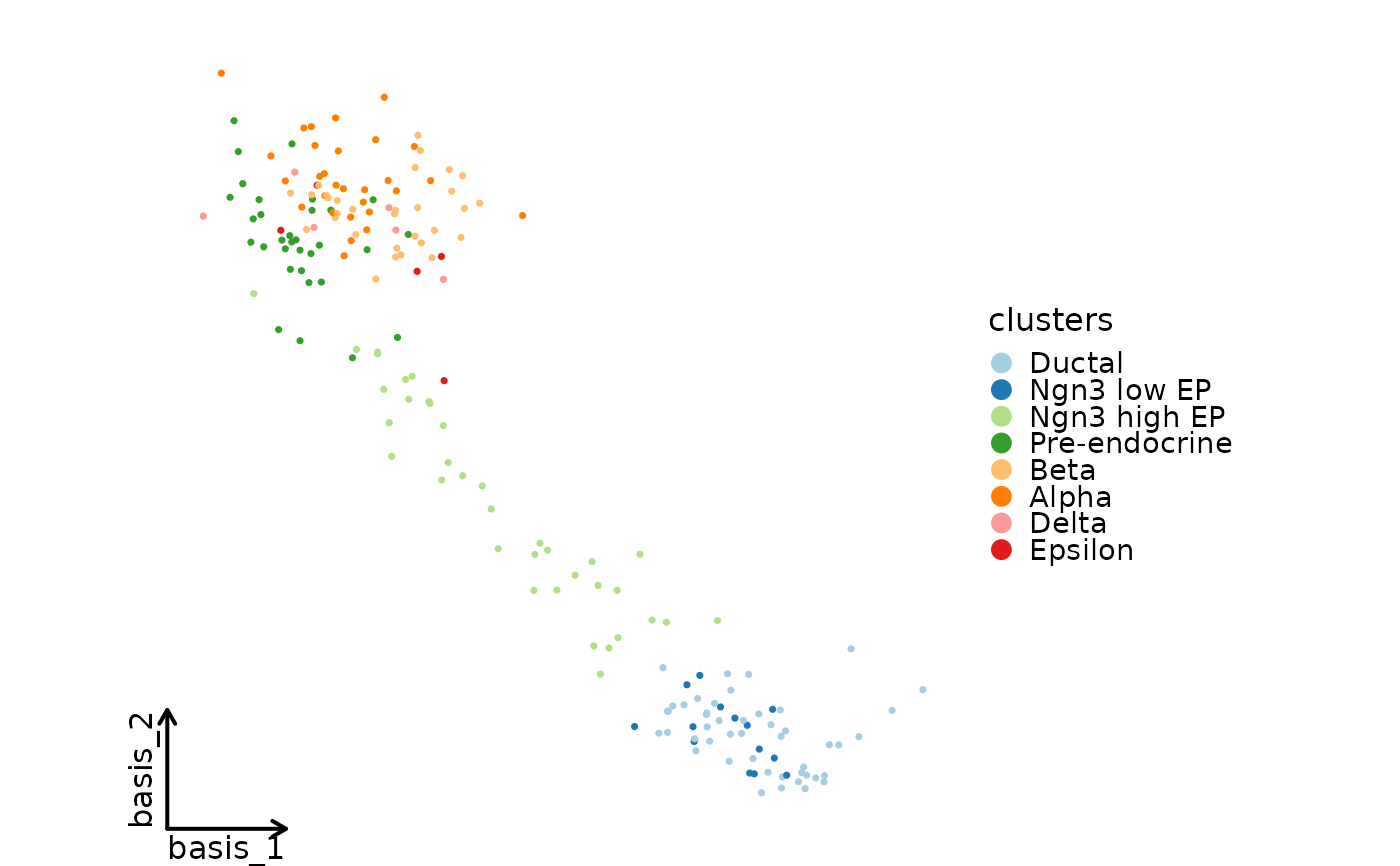 clusters
Ductal
Ngn3 low EP
Ngn3 high EP
Pre-endocrine
Beta
Alpha
Delta
Epsilon
basis_2
basis_1